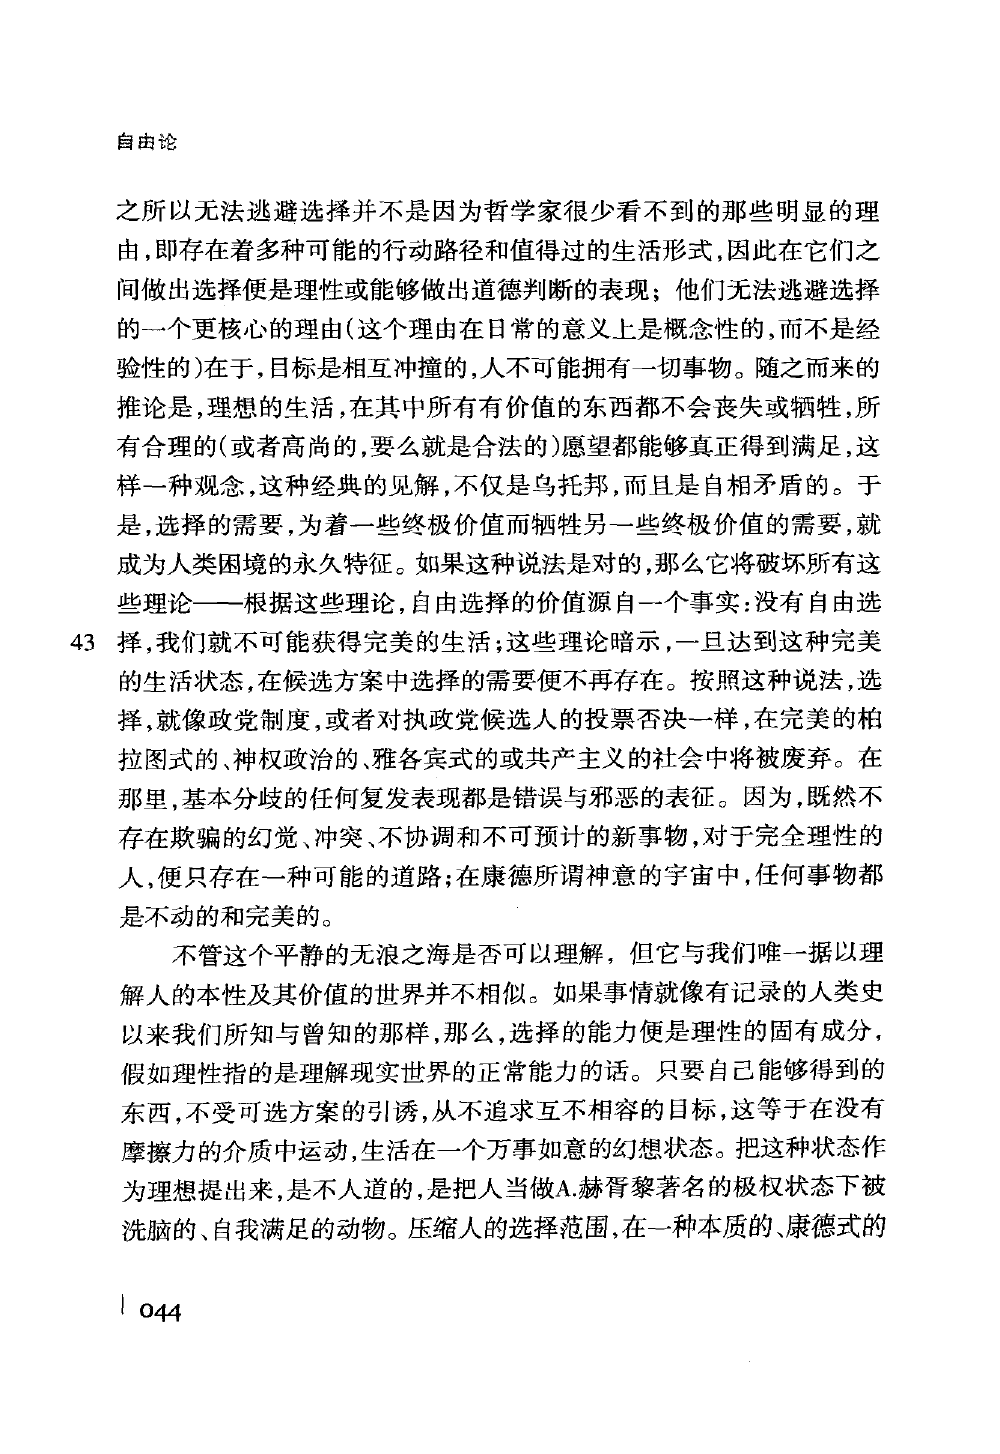 自由论
之所以无法逃避选择并不是因为哲学家很少看不到的那些明显的理
由,即存在着多种可能的行动路径和值得过的生活形式,因此在它们之
间做出选择便是理性或能够做出道德判断的表现；他们无法逃避选择
的一个更核心的理由(这个理由在日常的意义上是概念性的,而不是经
验性的)在于,目标是相互冲撞的,人不可能拥有一切事物。随之而来的
推论是,理想的生活,在其中所有有价值的东西都不会丧失或牺牲,所
有合理的(或者高尚的,要么就是合法的)愿望都能够真正得到满足,这
样一种观念,这种经典的见解,不仅是乌托邦,而且是自相矛盾的。于
是,选择的需要,为着一些终极价值而牺牲另一些终极价值的需要,就
成为人类困境的永久特征。如果这种说法是对的,那么它将破坏所有这
些理论——根据这些理论,自由选择的价值源自一个事实:没有自由选
43 择,我们就不可能获得完美的生活;这些理论暗示,一旦达到这种完美
的生活状态,在候选方案中选择的需要便不再存在。按照这种说法,选
择,就像政党制度,或者对执政党候选人的投票否决一样,在完美的柏
拉图式的、神权政治的、雅各宾式的或共产主义的社会中将被废弃。在
那里,基本分歧的任何复发表现都是错误与邪恶的表征。因为,既然不
存在欺骗的幻觉、冲突、不协调和不可预计的新事物,对于完全理性的
人,便只存在一种可能的道路;在康德所谓神意的宇宙中,任何事物都
是不动的和完美的。
不管这个平静的无浪之海是否可以理解，但它与我们唯一据以理
解人的本性及其价值的世界并不相似。如果事情就像有记录的人类史
以来我们所知与曾知的那样,那么,选择的能力便是理性的固有成分,
假如理性指的是理解现实世界的正常能力的话。只要自己能够得到的
东西,不受可选方案的引诱,从不追求互不相容的目标,这等于在没有
摩擦力的介质中运动,生活在一个万事如意的幻想状态。把这种状态作
为理想提出来,是不人道的,是把人当做A.赫胥黎著名的极权状态下被
洗脑的、自我满足的动物。压缩人的选择范围,在一种本质的、康德式的
044